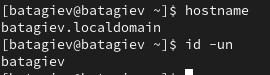 [batagiev@batagiev ~]$ hostname
batagiev.localdomain
[batagiev@batagiev ~]$ id -un
batagiev